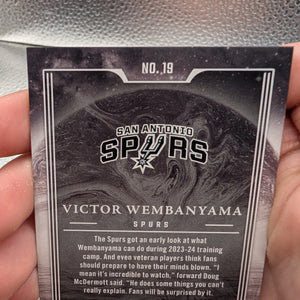 NO. 19
SAN ANTONIO
SPURS
VICTOR WEMBANYAMA
SPURS
The Spurs got an early look at what
Wembanyama can do during 2023-24 training
camp. And even veteran players think fans
should prepare to have their minds blown. "I
mean it's incredible to watch," forward Doug
McDermott said. "He does some things you can't
really explain. Fans will be surprised by it.